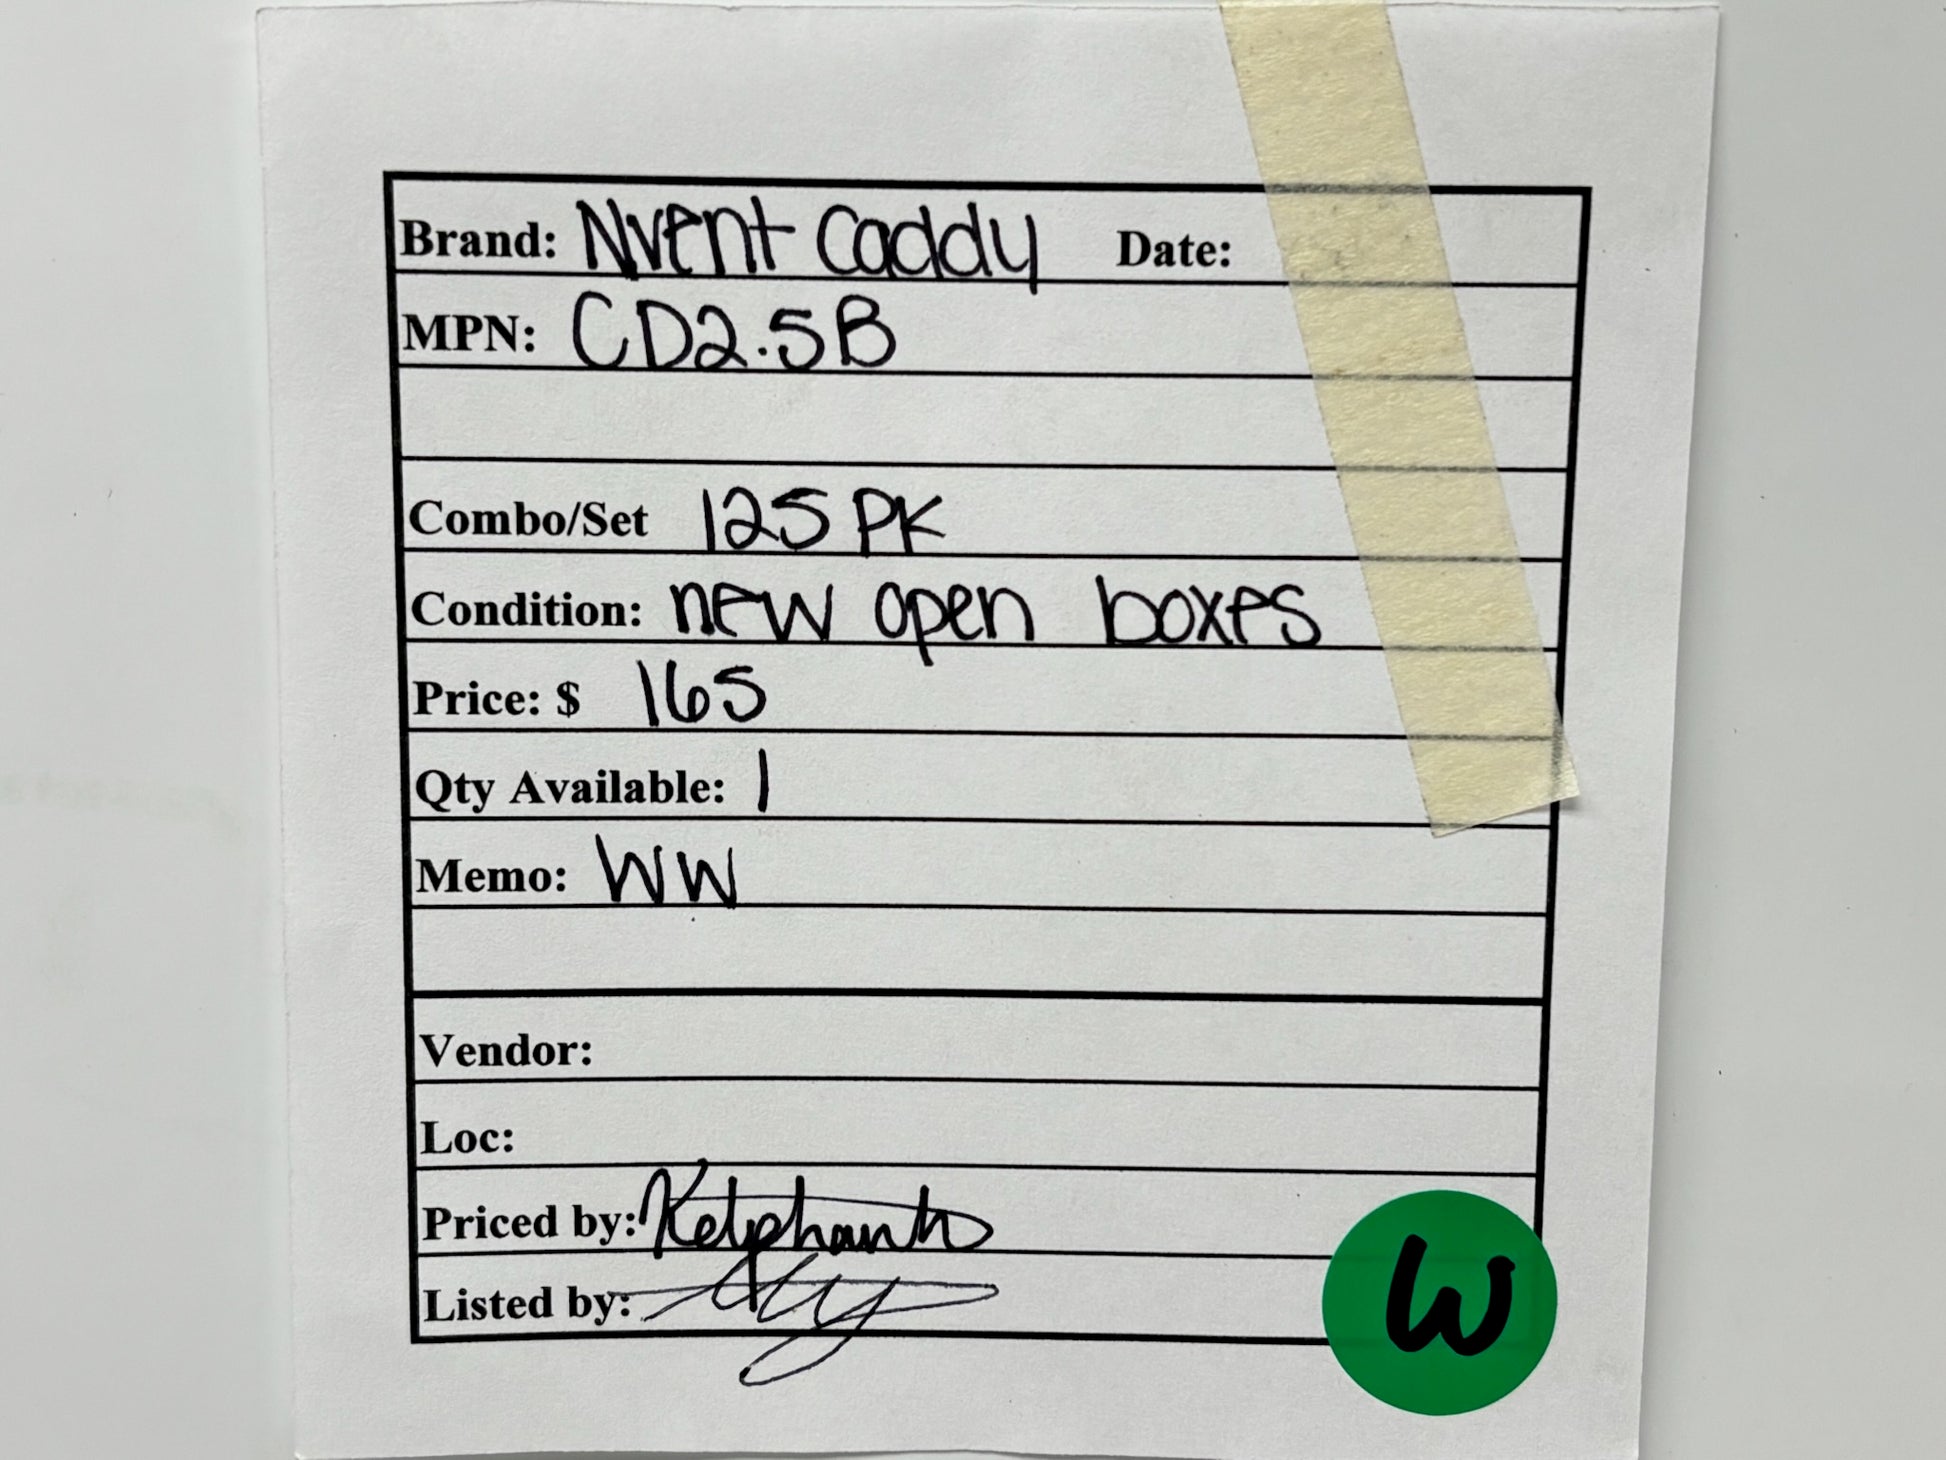 Brand: Nvent Caddy Date:
MPN: CD2.5B
Combo/Set 125 PK
Condition: new open boxes
Price: $ 165
Qty Available: 1
Memo: WW
Vendor:
Loc:
Priced by:
Listed by:
W